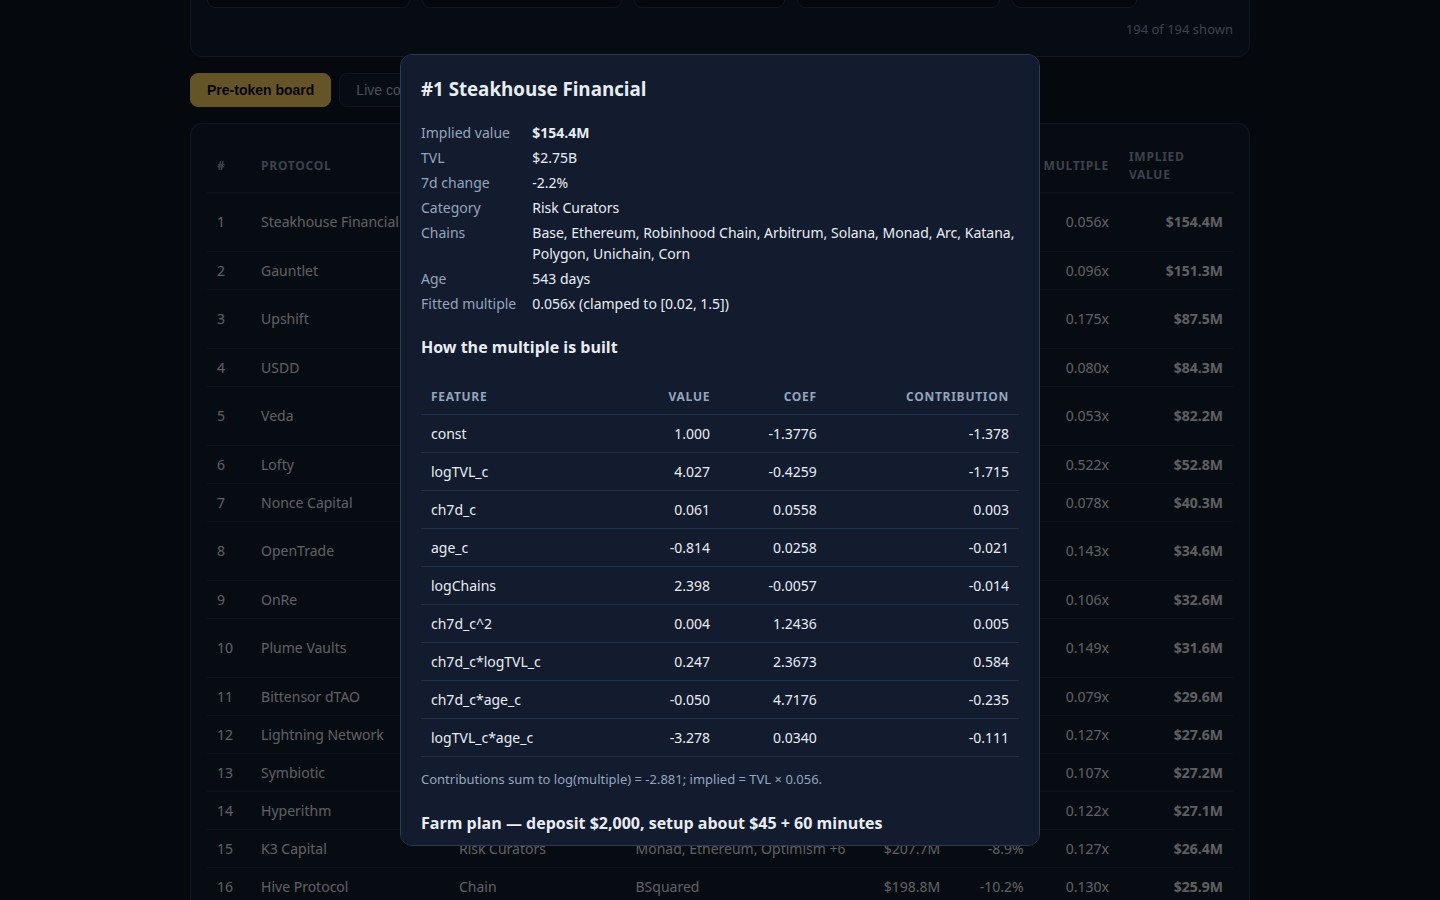 194 of 194 shown
Pre-token board Live co
# PROTOCOL MULTIPLE IMPLIED VALUE
1 Steakhouse Financial 0.056x $154.4M
2 Gauntlet 0.096x $151.3M
3 Upshift 0.175x $87.5M
4 USDD 0.080x $84.3M
5 Veda 0.053x $82.2M
6 Lofty 0.522x $52.8M
7 Nonce Capital 0.078x $40.3M
8 OpenTrade 0.143x $34.6M
9 OnRe 0.106x $32.6M
10 Plume Vaults 0.149x $31.6M
11 Bittensor dTAO 0.079x $29.6M
12 Lightning Network 0.127x $27.6M
13 Symbiotic 0.107x $27.2M
14 Hyperithm 0.122x $27.1M
15 K3 Capital Risk Curators Monad, Ethereum, Optimism +6 $207.7M -8.9% 0.127x $26.4M
16 Hive Protocol Chain BSquared $198.8M -10.2% 0.130x $25.9M
#1 Steakhouse Financial
Implied value $154.4M
TVL $2.75B
7d change -2.2%
Category Risk Curators
Chains Base, Ethereum, Robinhood Chain, Arbitrum, Solana, Monad, Arc, Katana,
Polygon, Unichain, Corn
Age 543 days
Fitted multiple 0.056x (clamped to [0.02, 1.5])
How the multiple is built
FEATURE VALUE COEF CONTRIBUTION
const 1.000 -1.3776 -1.378
logTVL_c 4.027 -0.4259 -1.715
ch7d_c 0.061 0.0558 0.003
age_c -0.814 0.0258 -0.021
logChains 2.398 -0.0057 -0.014
ch7d_c^2 0.004 1.2436 0.005
ch7d_c*logTVL_c 0.247 2.3673 0.584
ch7d_c*age_c -0.050 4.7176 -0.235
logTVL_c*age_c -3.278 0.0340 -0.111
Contributions sum to log(multiple) = -2.881; implied = TVL × 0.056.
Farm plan — deposit $2,000, setup about $45 + 60 minutes